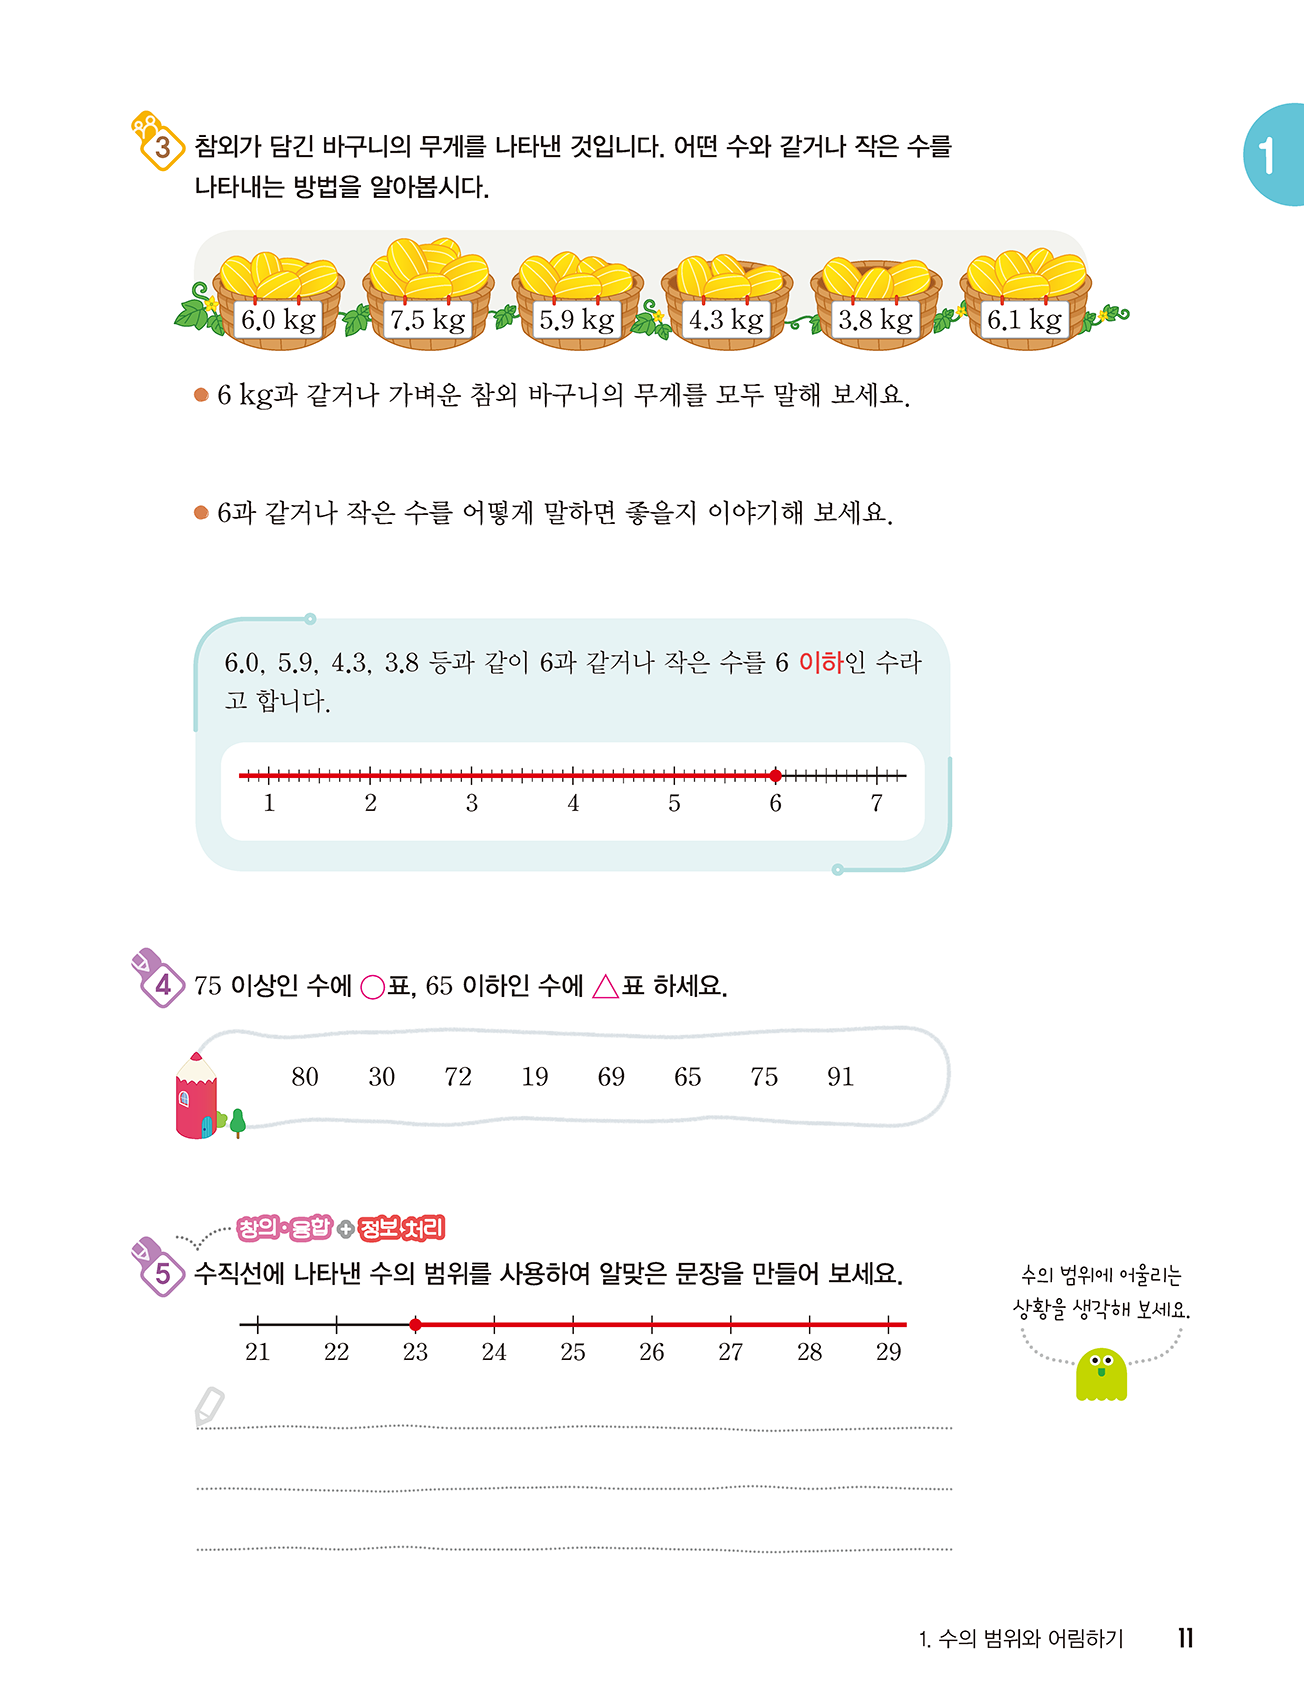 1
3 참외가 담긴 바구니의 무게를 나타낸 것입니다. 어떤 수와 같거나 작은 수를
나타내는 방법을 알아봅시다.
6.0 kg 7.5 kg 5.9 kg 4.3 kg 3.8 kg 6.1 kg
● 6 kg과 같거나 가벼운 참외 바구니의 무게를 모두 말해 보세요.
● 6과 같거나 작은 수를 어떻게 말하면 좋을지 이야기해 보세요.
6.0, 5.9, 4.3, 3.8 등과 같이 6과 같거나 작은 수를 6 이하인 수라
고 합니다.
1 2 3 4 5 6 7
4 75 이상인 수에 ○표, 65 이하인 수에 △표 하세요.
80 30 72 19 69 65 75 91
창의·융합 + 정보·처리
5 수직선에 나타낸 수의 범위를 사용하여 알맞은 문장을 만들어 보세요.
21 22 23 24 25 26 27 28 29
수의 범위에 어울리는
상황을 생각해 보세요.
1. 수의 범위와 어림하기 11